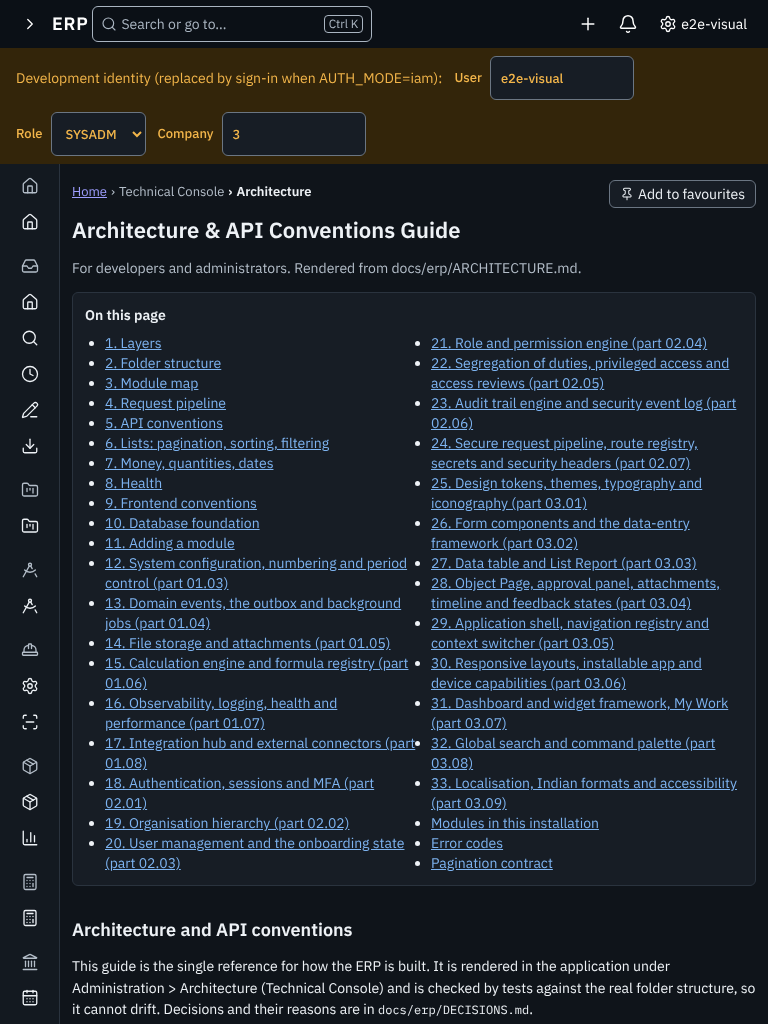 ERP
Search or go to...
Ctrl K
e2e-visual
Development identity (replaced by sign-in when AUTH_MODE=iam):
User
e2e-visual
Role
SYSADM
Company
3
Home › Technical Console › Architecture
Add to favourites
Architecture & API Conventions Guide
For developers and administrators. Rendered from docs/erp/ARCHITECTURE.md.
On this page
1. Layers
2. Folder structure
3. Module map
4. Request pipeline
5. API conventions
6. Lists: pagination, sorting, filtering
7. Money, quantities, dates
8. Health
9. Frontend conventions
10. Database foundation
11. Adding a module
12. System configuration, numbering and period
control (part 01.03)
13. Domain events, the outbox and background
jobs (part 01.04)
14. File storage and attachments (part 01.05)
15. Calculation engine and formula registry (part
01.06)
16. Observability, logging, health and
performance (part 01.07)
17. Integration hub and external connectors (part
01.08)
18. Authentication, sessions and MFA (part
02.01)
19. Organisation hierarchy (part 02.02)
20. User management and the onboarding state
(part 02.03)
21. Role and permission engine (part 02.04)
22. Segregation of duties, privileged access and
access reviews (part 02.05)
23. Audit trail engine and security event log (part
02.06)
24. Secure request pipeline, route registry,
secrets and security headers (part 02.07)
25. Design tokens, themes, typography and
iconography (part 03.01)
26. Form components and the data-entry
framework (part 03.02)
27. Data table and List Report (part 03.03)
28. Object Page, approval panel, attachments,
timeline and feedback states (part 03.04)
29. Application shell, navigation registry and
context switcher (part 03.05)
30. Responsive layouts, installable app and
device capabilities (part 03.06)
31. Dashboard and widget framework, My Work
(part 03.07)
32. Global search and command palette (part
03.08)
33. Localisation, Indian formats and accessibility
(part 03.09)
Modules in this installation
Error codes
Pagination contract
Architecture and API conventions
This guide is the single reference for how the ERP is built. It is rendered in the application under
Administration > Architecture (Technical Console) and is checked by tests against the real folder structure, so
it cannot drift. Decisions and their reasons are in docs/erp/DECISIONS.md.